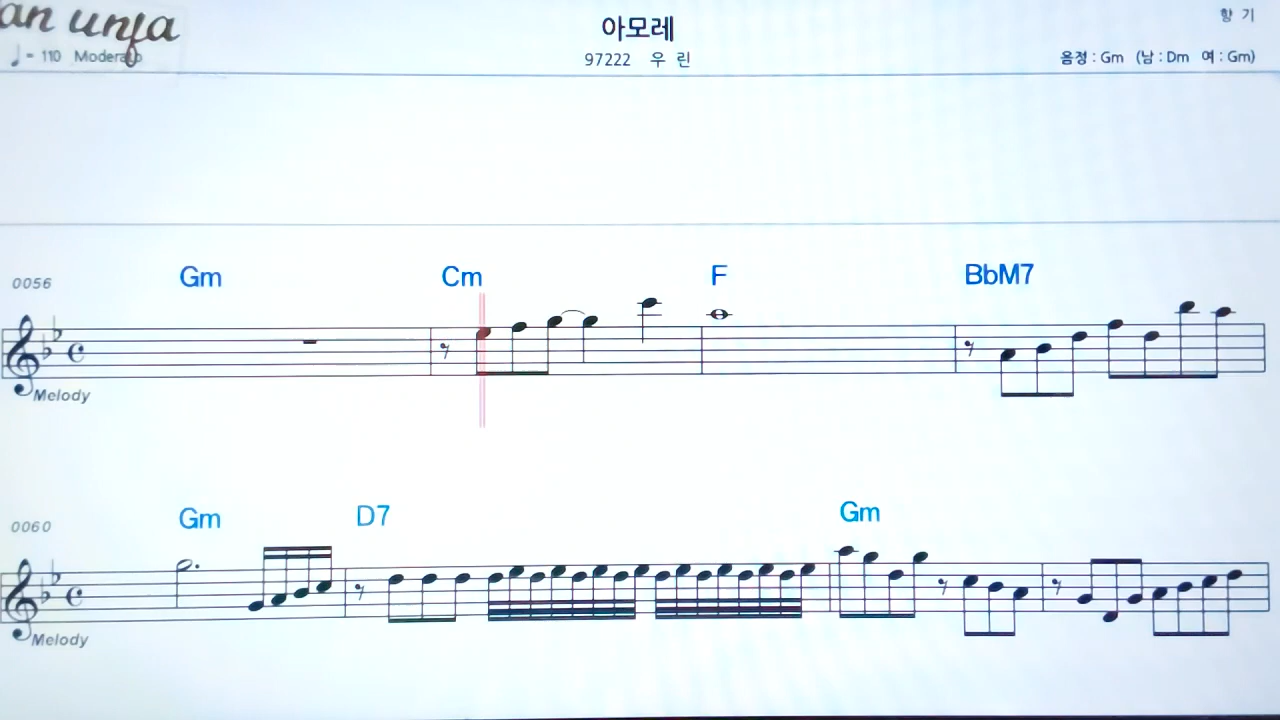 an unfa
아모레
향 기
♩ = 110 Moderato
97222 우 린
음정 : Gm (남 : Dm 여 : Gm)
Gm Cm F BbM7
0056
Melody
Gm D7 Gm
0060
Melody